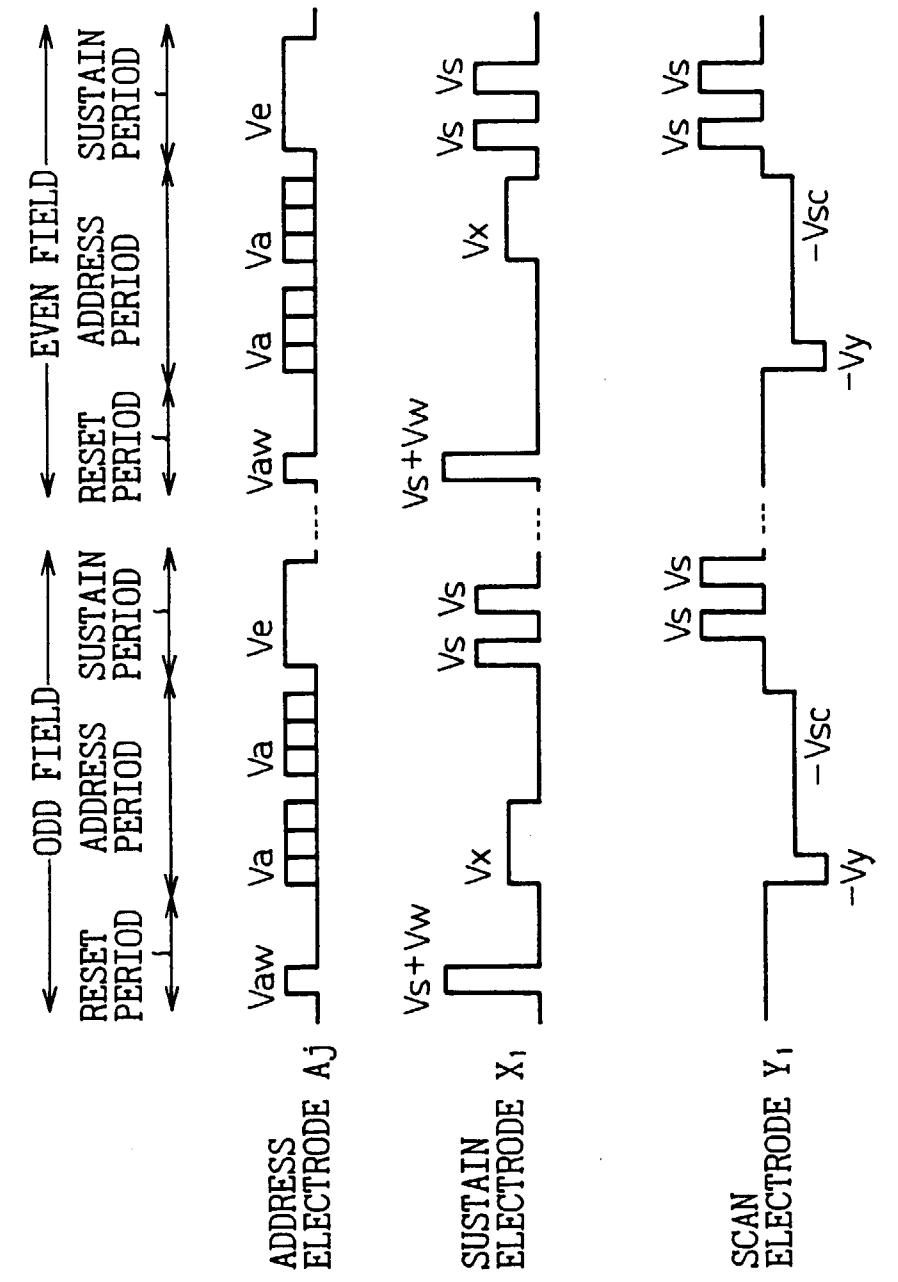 ODD FIELD
EVEN FIELD
RESET
PERIOD
ADDRESS
PERIOD
SUSTAIN
PERIOD
RESET
PERIOD
ADDRESS
PERIOD
SUSTAIN
PERIOD
ADDRESS
ELECTRODE Aj
Vaw
Va
Va
Ve
Vaw
Va
Va
Ve
SUSTAIN
ELECTRODE X1
Vs+Vw
Vx
Vs
Vs
Vs+Vw
Vx
Vs
Vs
SCAN
ELECTRODE Y1
-Vy
-Vsc
Vs
Vs
-Vy
-Vsc
Vs
Vs